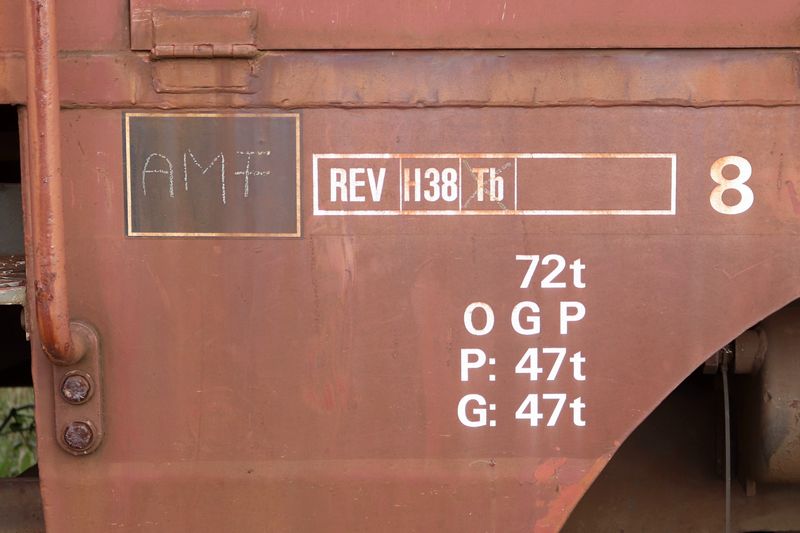 AMF
REV H38 Tb
8
72t
O G P
P: 47t
G: 47t